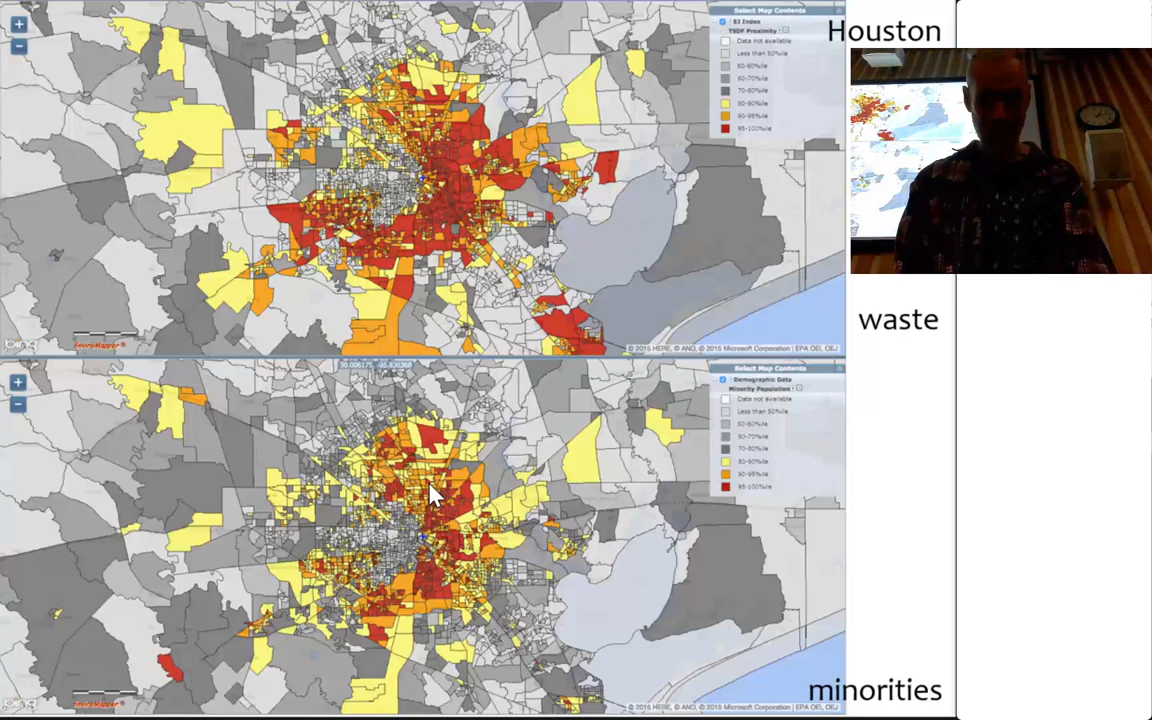 Select Map Contents
EJ Index
TSDF Proximity
Data not available
Less than 50%ile
50-60%ile
60-70%ile
70-80%ile
80-90%ile
90-95%ile
95-100%ile
Houston
waste
bing
EnviroMapper
© 2015 HERE, © AND, © 2015 Microsoft Corporation | EPA OEI, OEJ
Select Map Contents
Demographic Data
Minority Population
Data not available
Less than 50%ile
50-60%ile
60-70%ile
70-80%ile
80-90%ile
90-95%ile
95-100%ile
minorities
bing
EnviroMapper
© 2015 HERE, © AND, © 2015 Microsoft Corporation | EPA OEI, OEJ